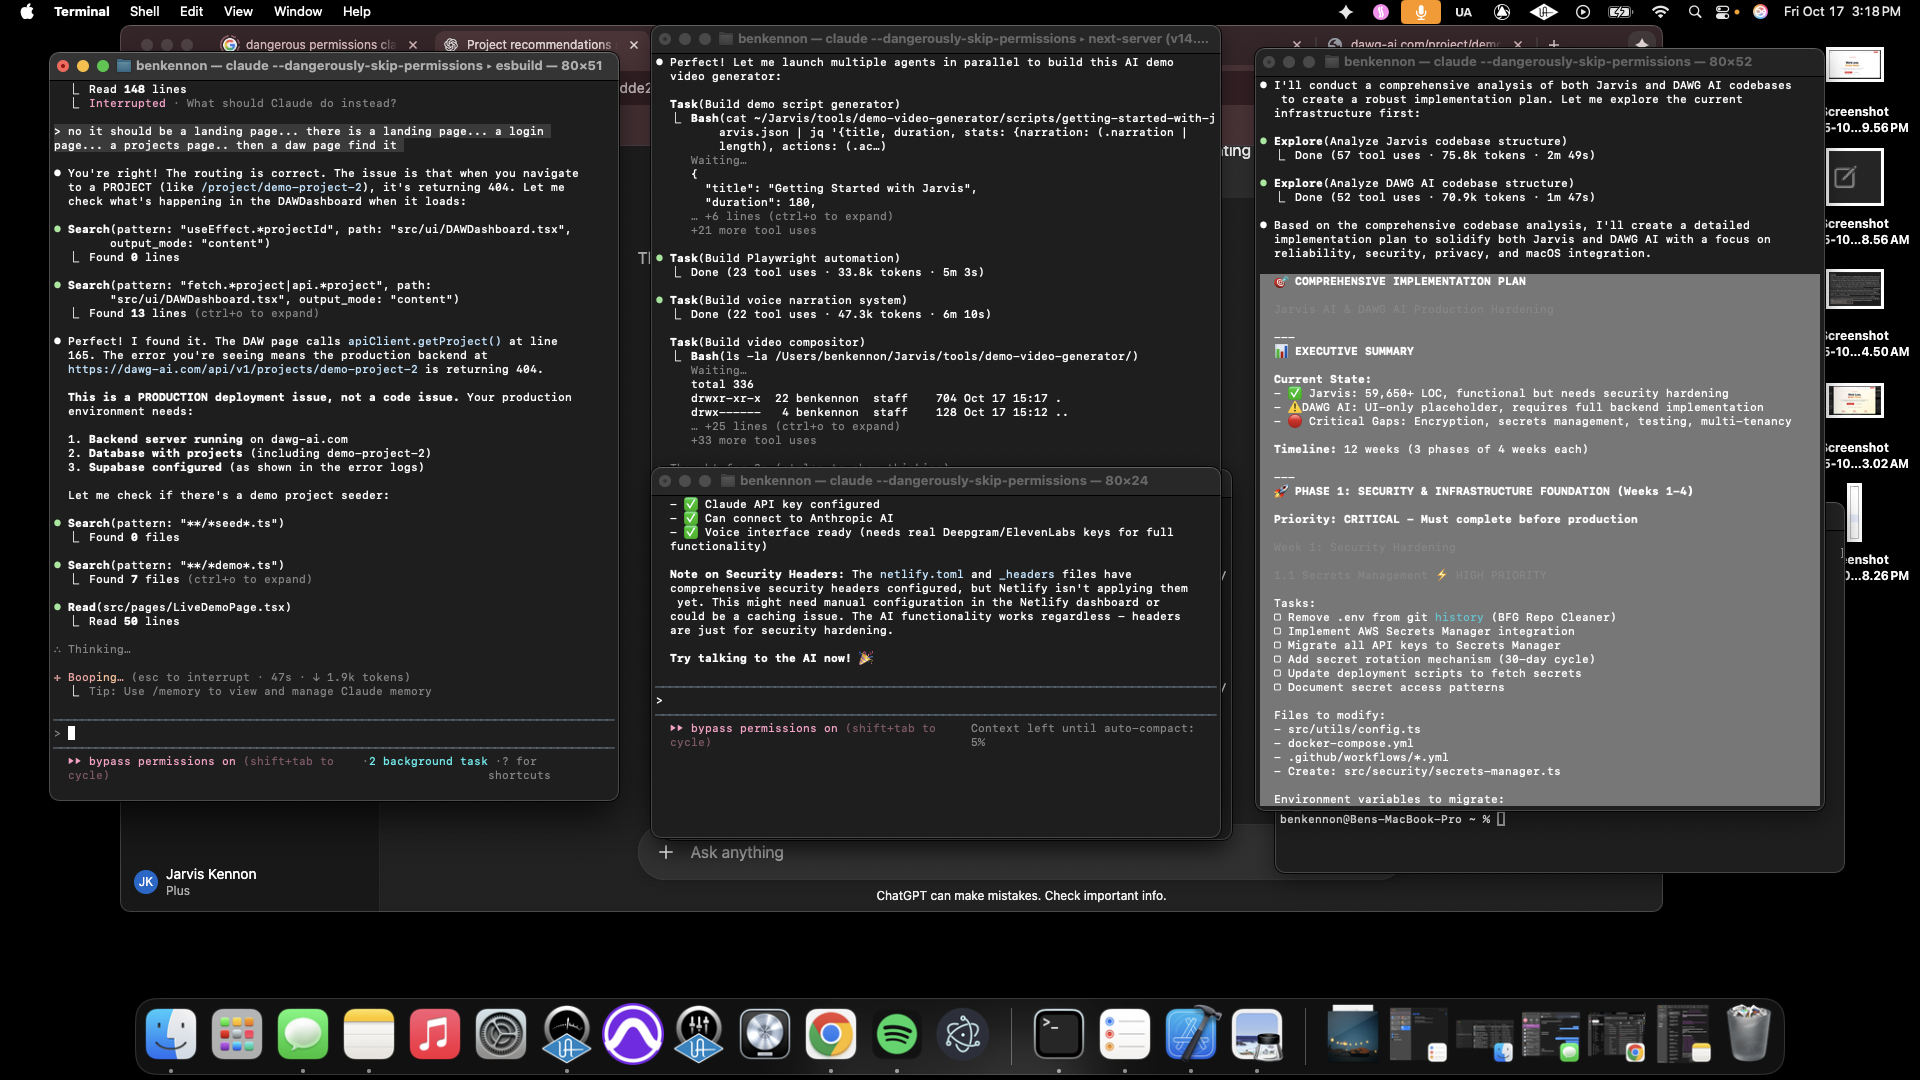 Terminal Shell Edit View Window Help
UA
Fri Oct 17 3:18 PM
dangerous permissions cla
Project recommendations
dawg-ai.com/project/demo
benkennon — claude --dangerously-skip-permissions ▸ esbuild — 80×51
⎿ Read 148 lines
⎿ Interrupted · What should Claude do instead?
> no it should be a landing page... there is a landing page... a login
page... a projects page.. then a daw page find it
● You're right! The routing is correct. The issue is that when you navigate
to a PROJECT (like /project/demo-project-2), it's returning 404. Let me
check what's happening in the DAWDashboard when it loads:
● Search(pattern: "useEffect.*projectId", path: "src/ui/DAWDashboard.tsx",
output_mode: "content")
⎿ Found 0 lines
● Search(pattern: "fetch.*project|api.*project", path:
"src/ui/DAWDashboard.tsx", output_mode: "content")
⎿ Found 13 lines (ctrl+o to expand)
● Perfect! I found it. The DAW page calls apiClient.getProject() at line
165. The error you're seeing means the production backend at
https://dawg-ai.com/api/v1/projects/demo-project-2 is returning 404.
This is a PRODUCTION deployment issue, not a code issue. Your production
environment needs:
1. Backend server running on dawg-ai.com
2. Database with projects (including demo-project-2)
3. Supabase configured (as shown in the error logs)
Let me check if there's a demo project seeder:
● Search(pattern: "**/*seed*.ts")
⎿ Found 0 files
● Search(pattern: "**/*demo*.ts")
⎿ Found 7 files (ctrl+o to expand)
● Read(src/pages/LiveDemoPage.tsx)
⎿ Read 50 lines
∴ Thinking…
+ Booping… (esc to interrupt · 47s · ↓ 1.9k tokens)
⎿ Tip: Use /memory to view and manage Claude memory
>
▸▸ bypass permissions on (shift+tab to
cycle)
· 2 background task · ? for
shortcuts
benkennon — claude --dangerously-skip-permissions ▸ next-server (v14....
● Perfect! Let me launch multiple agents in parallel to build this AI demo
video generator:
Task(Build demo script generator)
⎿ Bash(cat ~/Jarvis/tools/demo-video-generator/scripts/getting-started-with-j
arvis.json | jq '{title, duration, stats: {narration: (.narration |
length), actions: (.ac…)
Waiting…
{
"title": "Getting Started with Jarvis",
"duration": 180,
… +6 lines (ctrl+o to expand)
+21 more tool uses
● Task(Build Playwright automation)
⎿ Done (23 tool uses · 33.8k tokens · 5m 3s)
● Task(Build voice narration system)
⎿ Done (22 tool uses · 47.3k tokens · 6m 10s)
Task(Build video compositor)
⎿ Bash(ls -la /Users/benkennon/Jarvis/tools/demo-video-generator/)
Waiting…
total 336
drwxr-xr-x 22 benkennon staff 704 Oct 17 15:17 .
drwx------ 4 benkennon staff 128 Oct 17 15:12 ..
… +25 lines (ctrl+o to expand)
+33 more tool uses
benkennon — claude --dangerously-skip-permissions — 80×24
- ✅ Claude API key configured
- ✅ Can connect to Anthropic AI
- ✅ Voice interface ready (needs real Deepgram/ElevenLabs keys for full
functionality)
Note on Security Headers: The netlify.toml and _headers files have
comprehensive security headers configured, but Netlify isn't applying them
yet. This might need manual configuration in the Netlify dashboard or
could be a caching issue. The AI functionality works regardless - headers
are just for security hardening.
Try talking to the AI now! 🎉
>
▸▸ bypass permissions on (shift+tab to
cycle)
Context left until auto-compact:
5%
benkennon — claude --dangerously-skip-permissions — 80×52
● I'll conduct a comprehensive analysis of both Jarvis and DAWG AI codebases
to create a robust implementation plan. Let me explore the current
infrastructure first:
● Explore(Analyze Jarvis codebase structure)
⎿ Done (57 tool uses · 75.8k tokens · 2m 49s)
● Explore(Analyze DAWG AI codebase structure)
⎿ Done (52 tool uses · 70.9k tokens · 1m 47s)
● Based on the comprehensive codebase analysis, I'll create a detailed
implementation plan to solidify both Jarvis and DAWG AI with a focus on
reliability, security, privacy, and macOS integration.
🎯 COMPREHENSIVE IMPLEMENTATION PLAN
Jarvis AI & DAWG AI Production Hardening
---
📊 EXECUTIVE SUMMARY
Current State:
- ✅ Jarvis: 59,650+ LOC, functional but needs security hardening
- ⚠️DAWG AI: UI-only placeholder, requires full backend implementation
- 🔴 Critical Gaps: Encryption, secrets management, testing, multi-tenancy
Timeline: 12 weeks (3 phases of 4 weeks each)
---
🚀 PHASE 1: SECURITY & INFRASTRUCTURE FOUNDATION (Weeks 1-4)
Priority: CRITICAL - Must complete before production
Week 1: Security Hardening
1.1 Secrets Management ⚡ HIGH PRIORITY
Tasks:
☐ Remove .env from git history (BFG Repo Cleaner)
☐ Implement AWS Secrets Manager integration
☐ Migrate all API keys to Secrets Manager
☐ Add secret rotation mechanism (30-day cycle)
☐ Update deployment scripts to fetch secrets
☐ Document secret access patterns
Files to modify:
- src/utils/config.ts
- docker-compose.yml
- .github/workflows/*.yml
- Create: src/security/secrets-manager.ts
Environment variables to migrate:
benkennon@Bens-MacBook-Pro ~ %
dde2
ting
Th
JK
Jarvis Kennon
Plus
Ask anything
ChatGPT can make mistakes. Check important info.
Screenshot
5-10...9.56 PM
Screenshot
5-10...8.56 AM
Screenshot
5-10...4.50 AM
Screenshot
5-10...3.02 AM
eenshot
0...8.26 PM